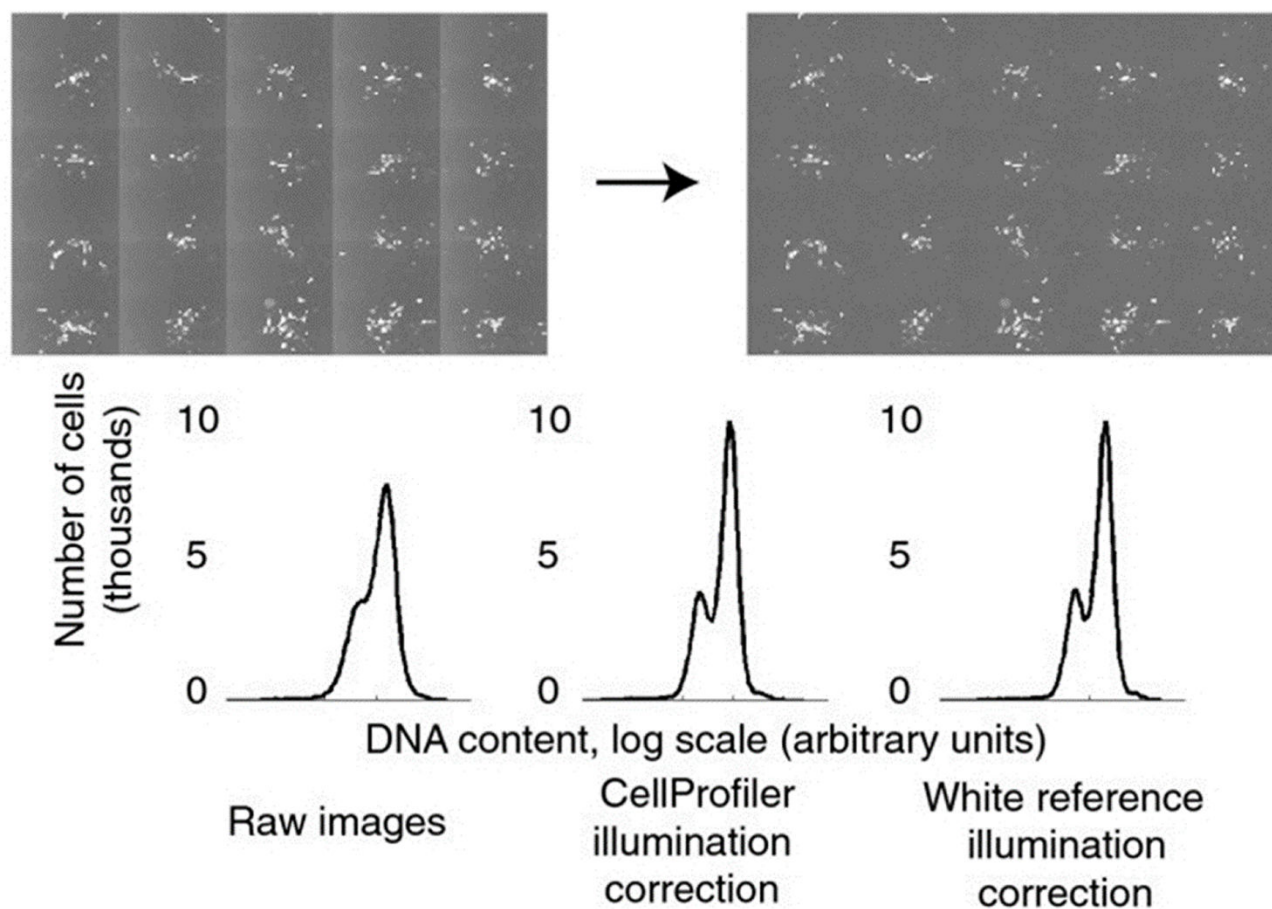 Number of cells
(thousands)
10
5
0
10
5
0
10
5
0
DNA content, log scale (arbitrary units)
Raw images
CellProfiler
illumination
correction
White reference
illumination
correction